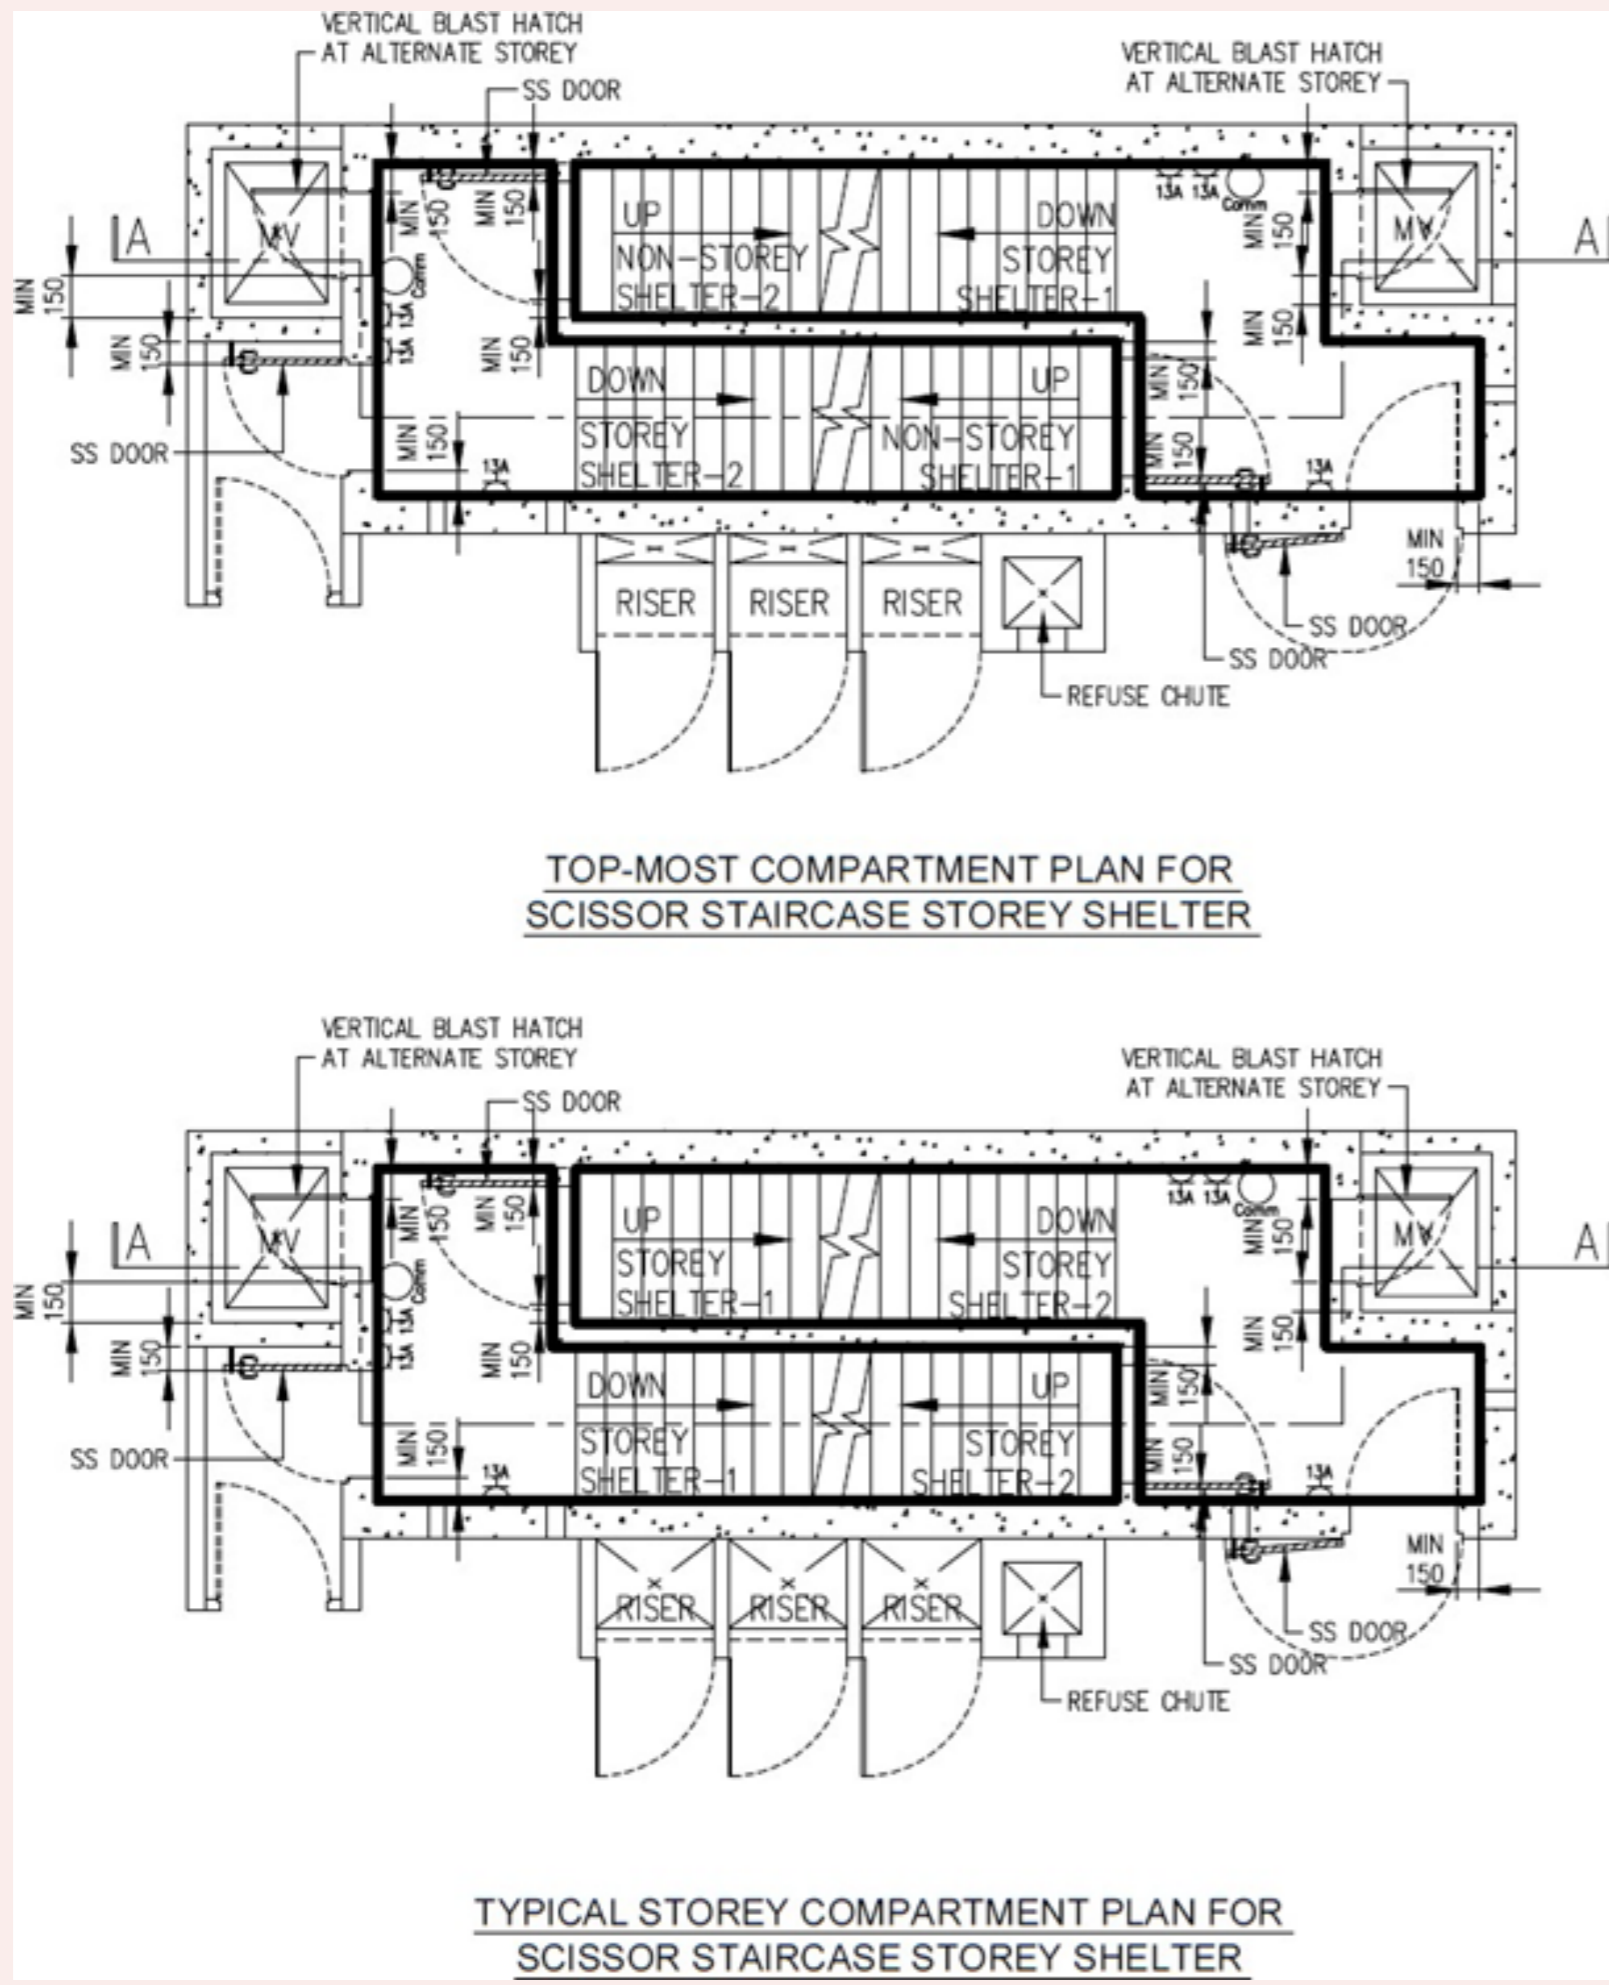 VERTICAL BLAST HATCH
AT ALTERNATE STOREY
SS DOOR
VERTICAL BLAST HATCH
AT ALTERNATE STOREY
A
MV
MIN
150
MIN
150
SS DOOR
MIN
150
MIN
150
Comm
13A
13A
MIN
150
MIN
150
13A
UP
NON-STOREY
SHELTER-2
DOWN
STOREY
SHELTER-1
DOWN
STOREY
SHELTER-2
UP
NON-STOREY
SHELTER-1
13A
13A
Comm
MIN
150
MIN
150
MV
A
MIN
150
MIN
150
13A
MIN
150
SS DOOR
SS DOOR
RISER
RISER
RISER
REFUSE CHUTE
TOP-MOST COMPARTMENT PLAN FOR
SCISSOR STAIRCASE STOREY SHELTER
VERTICAL BLAST HATCH
AT ALTERNATE STOREY
SS DOOR
VERTICAL BLAST HATCH
AT ALTERNATE STOREY
A
MV
MIN
150
MIN
150
SS DOOR
MIN
150
MIN
150
Comm
13A
13A
MIN
150
MIN
150
13A
UP
STOREY
SHELTER-1
DOWN
STOREY
SHELTER-2
DOWN
STOREY
SHELTER-1
UP
STOREY
SHELTER-2
13A
13A
Comm
MIN
150
MIN
150
MV
A
MIN
150
MIN
150
13A
MIN
150
SS DOOR
SS DOOR
RISER
RISER
RISER
REFUSE CHUTE
TYPICAL STOREY COMPARTMENT PLAN FOR
SCISSOR STAIRCASE STOREY SHELTER